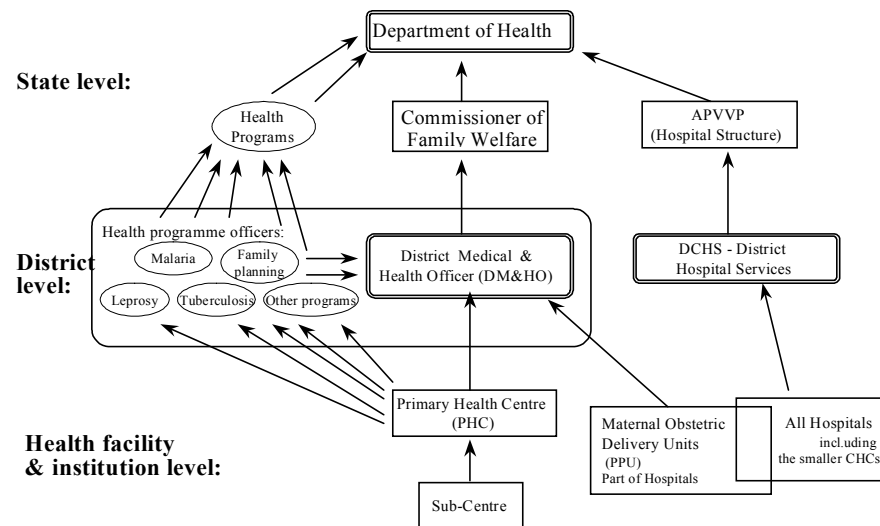 Department of Health
State level:
Health
Programs
Commissioner of
Family Welfare
APVVP
(Hospital Structure)
Health programme officers:
Malaria
Family
planning
District
level:
Leprosy
Tuberculosis
Other programs
District Medical &
Health Officer (DM&HO)
DCHS - District
Hospital Services
Primary Health Centre
(PHC)
Health facility
& institution level:
Maternal Obstetric
Delivery Units
(PPU)
Part of Hospitals
All Hospitals
incl.uding
the smaller CHCs
Sub-Centre